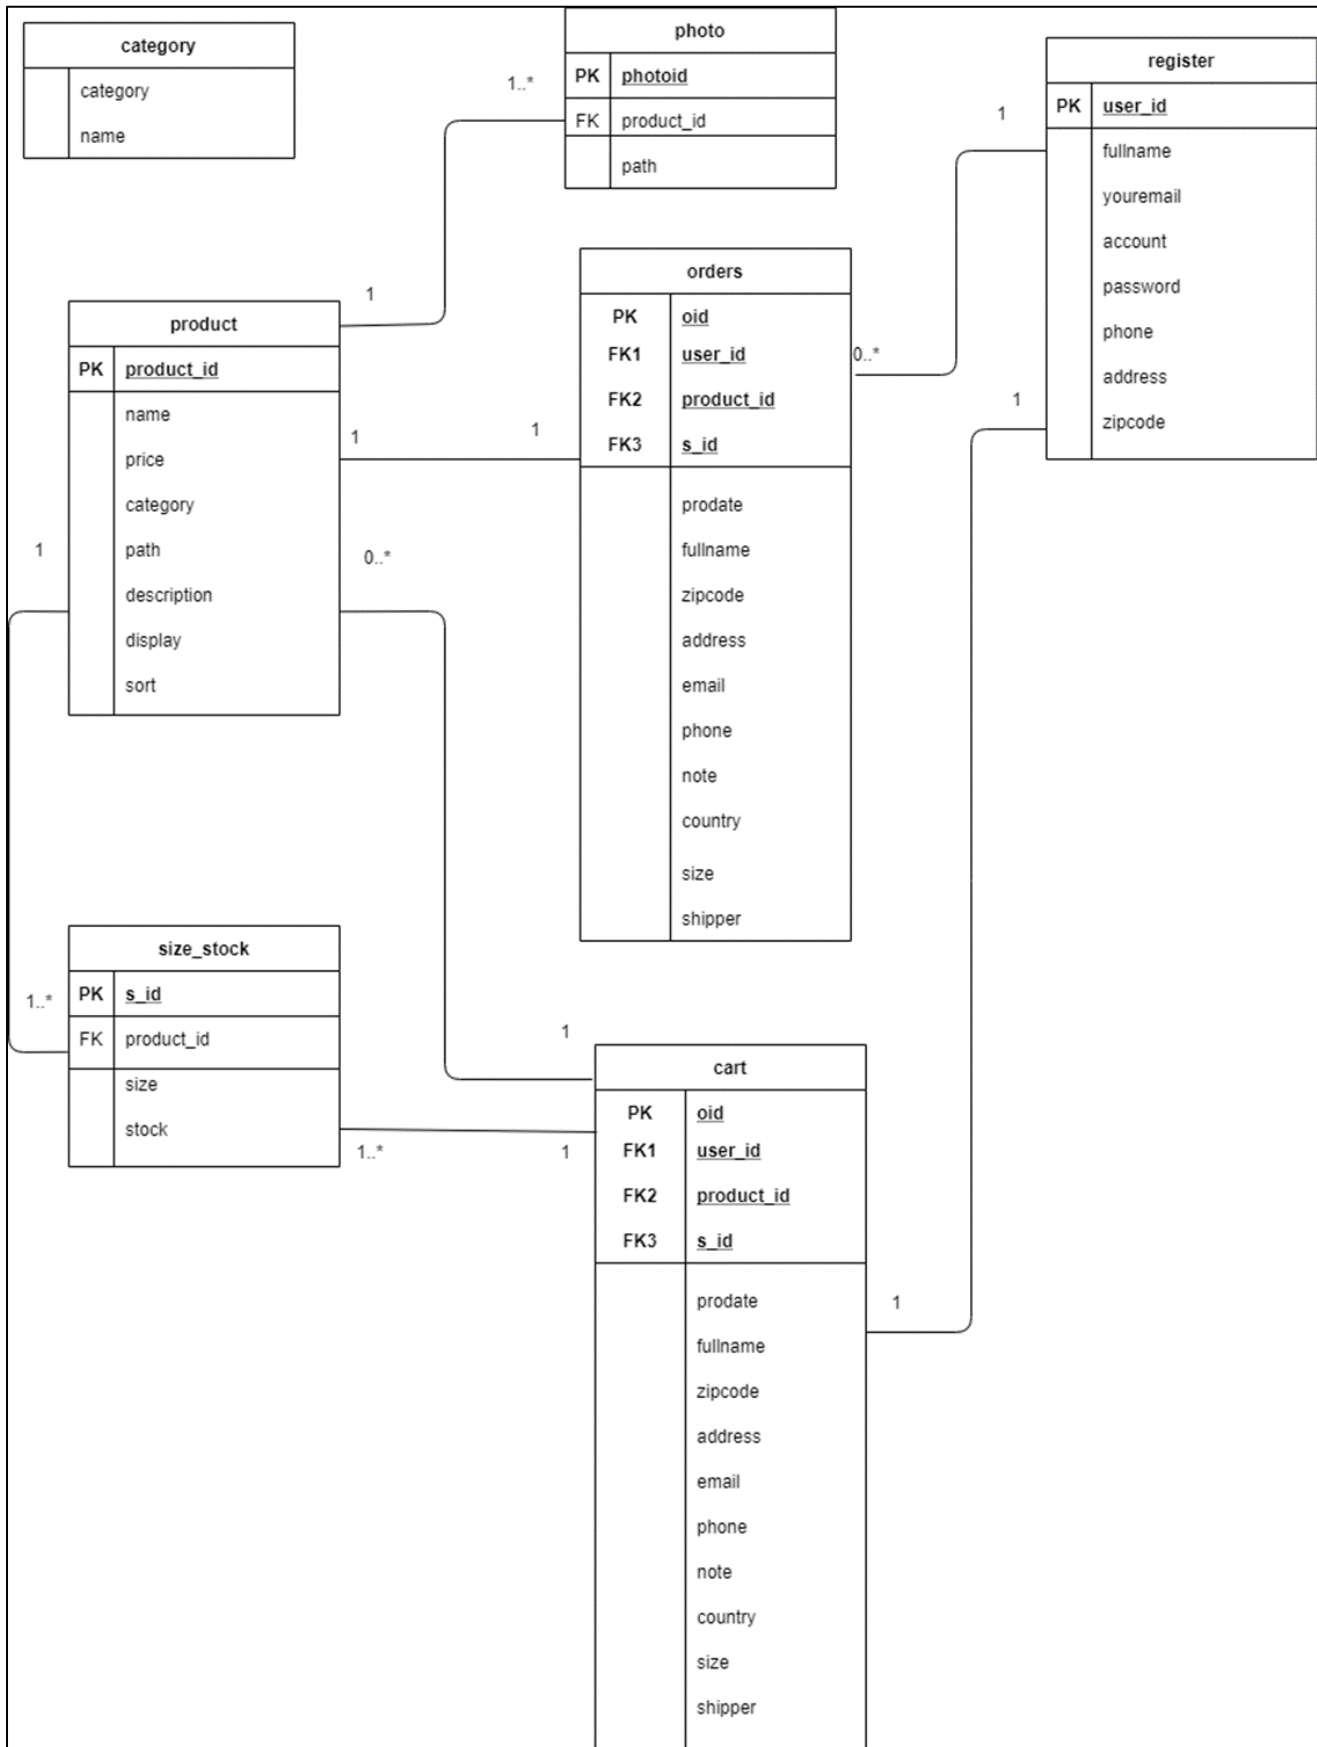 category
category
name
photo
PK photoid
FK product_id
path
1..*
register
PK user_id
fullname
youremail
account
password
phone
address
zipcode
1
1
product
PK product_id
name
price
category
path
description
display
sort
1
1
1
0..*
orders
PK oid
FK1 user_id
FK2 product_id
FK3 s_id
prodate
fullname
zipcode
address
email
phone
note
country
size
shipper
1
0..*
size_stock
PK s_id
FK product_id
size
stock
1..*
1..*
cart
PK oid
FK1 user_id
FK2 product_id
FK3 s_id
prodate
fullname
zipcode
address
email
phone
note
country
size
shipper
1
1
1